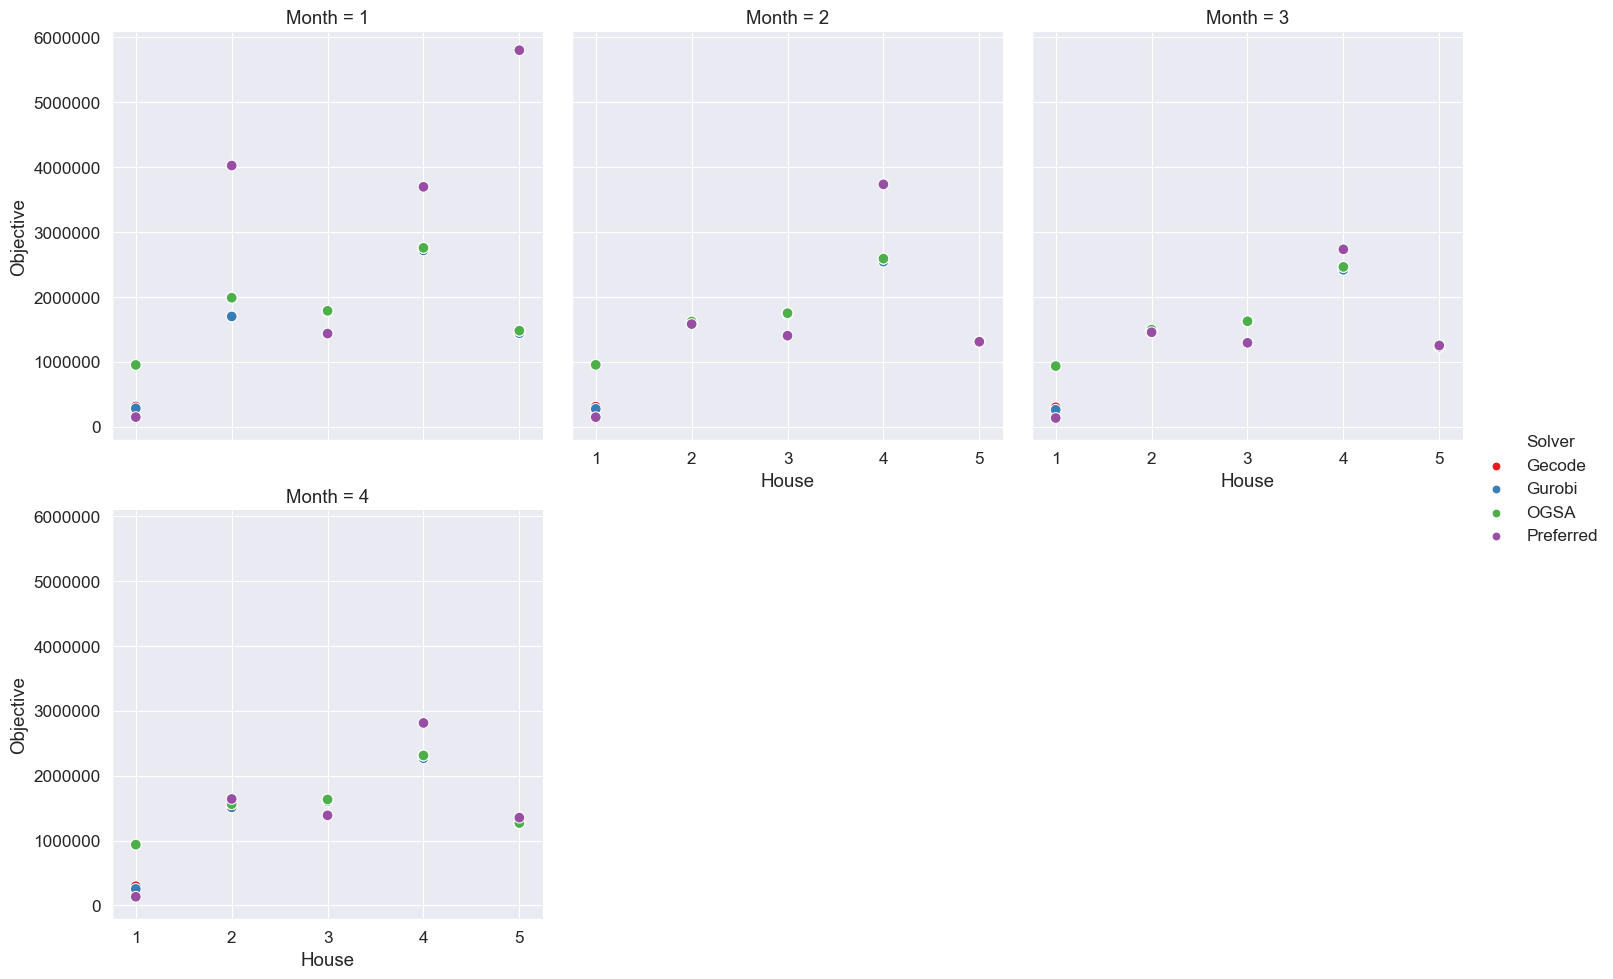 Month = 1
Month = 2
Month = 3
6000000
5000000
4000000
3000000
2000000
1000000
0
Objective
1 2 3 4 5
House
1 2 3 4 5
House
Month = 4
6000000
5000000
4000000
3000000
2000000
1000000
0
Objective
1 2 3 4 5
House
Solver
Gecode
Gurobi
OGSA
Preferred